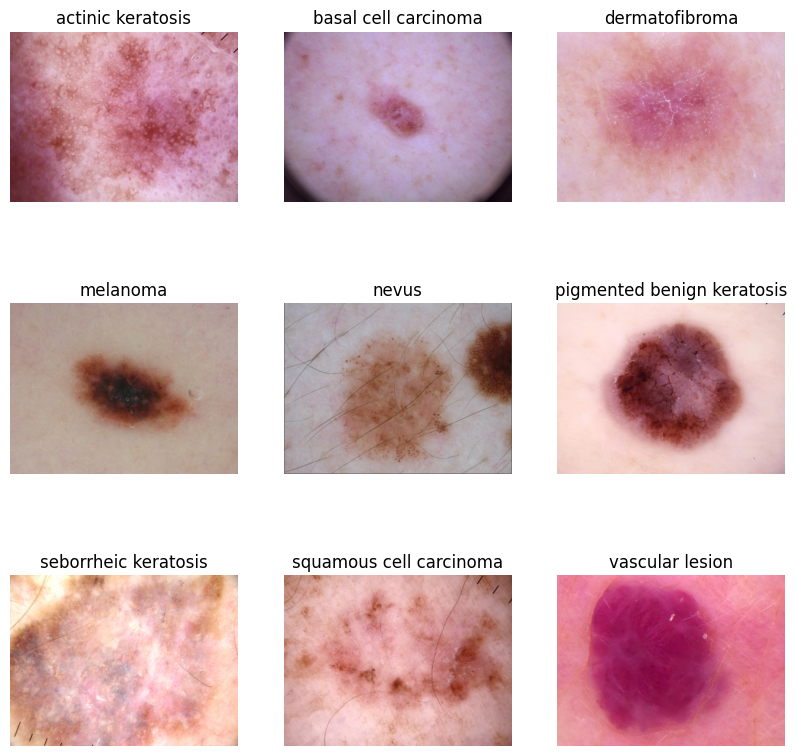 actinic keratosis
basal cell carcinoma
dermatofibroma
melanoma
nevus
pigmented benign keratosis
seborrheic keratosis
squamous cell carcinoma
vascular lesion